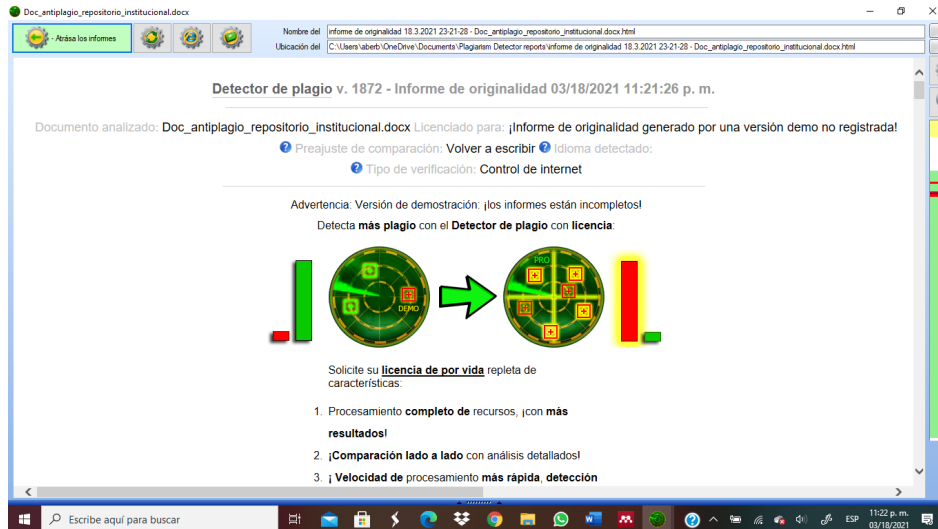 Doc_antiplagio_repositorio_institucional.docx
- Atrása los informes
Nombre del
informe de originalidad 18.3.2021 23-21-28 - Doc_antiplagio_repositorio_institucional.docx.html
Ubicación del
C:\Users\aberb\OneDrive\Documents\Plagiarism Detector reports\informe de originalidad 18.3.2021 23-21-28 - Doc_antiplagio_repositorio_institucional.docx.html
Detector de plagio v. 1872 - Informe de originalidad 03/18/2021 11:21:26 p. m.
Documento analizado: Doc_antiplagio_repositorio_institucional.docx Licenciado para: ¡Informe de originalidad generado por una versión demo no registrada!
Preajuste de comparación: Volver a escribir Idioma detectado:
Tipo de verificación: Control de internet
Advertencia: Versión de demostración: ¡los informes están incompletos!
Detecta más plagio con el Detector de plagio con licencia:
DEMO
PRO
Solicite su licencia de por vida repleta de
características:
1. Procesamiento completo de recursos, ¡con más
resultados!
2. ¡Comparación lado a lado con análisis detallados!
3. ¡ Velocidad de procesamiento más rápida, detección
Escribe aquí para buscar
ESP
11:22 p. m.
03/18/2021